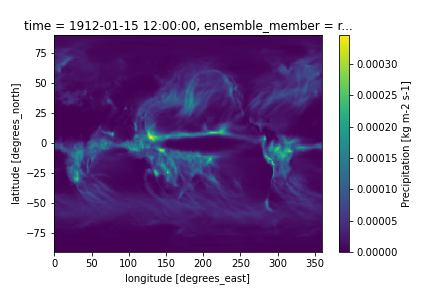 time = 1912-01-15 12:00:00, ensemble_member = r...
75
50
25
0
−25
−50
−75
latitude [degrees_north]
0 50 100 150 200 250 300 350
longitude [degrees_east]
0.00030
0.00025
0.00020
0.00015
0.00010
0.00005
0.00000
Precipitation [kg m-2 s-1]